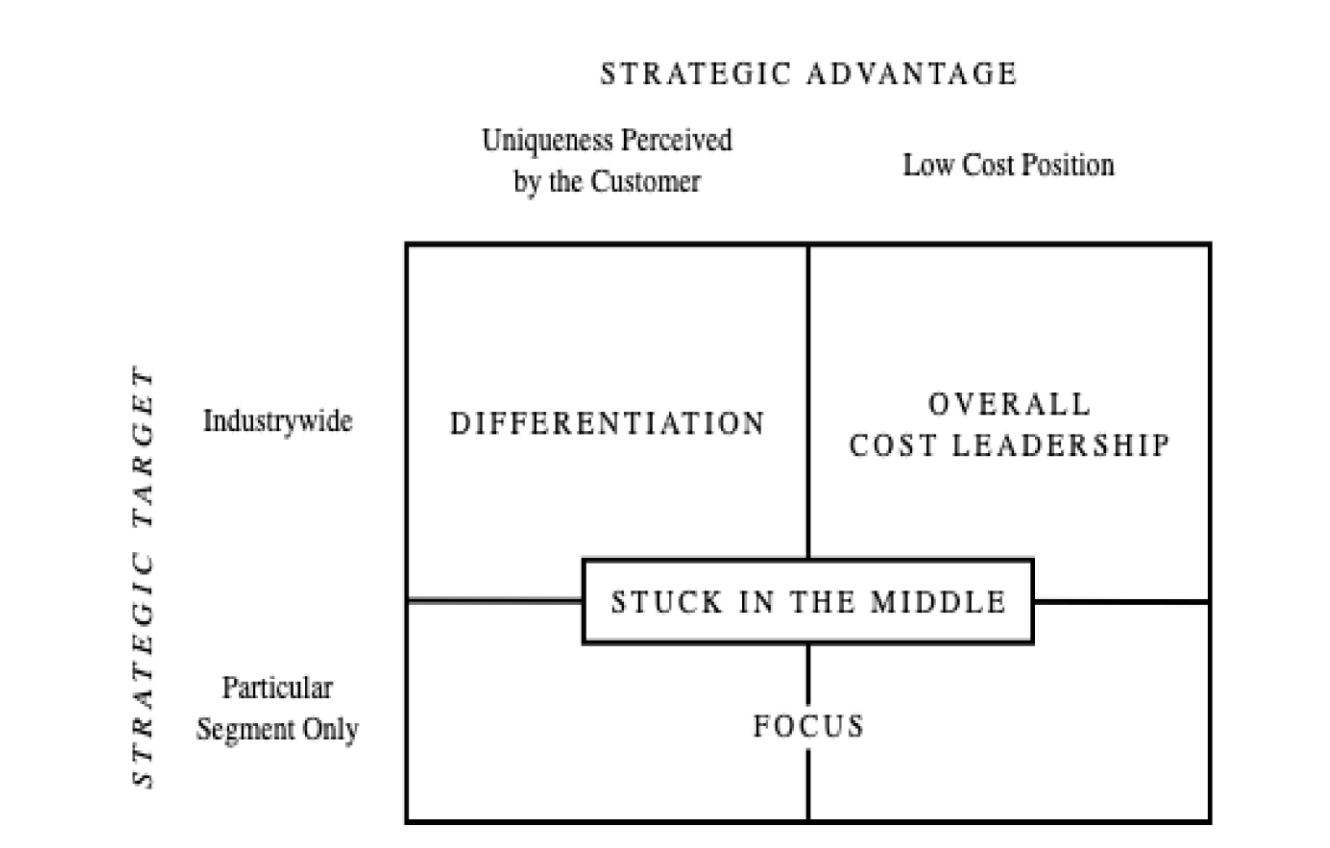 STRATEGIC ADVANTAGE
Uniqueness Perceived
by the Customer
Low Cost Position
STRATEGIC TARGET
Industrywide
DIFFERENTIATION
OVERALL
COST LEADERSHIP
STUCK IN THE MIDDLE
Particular
Segment Only
FOCUS